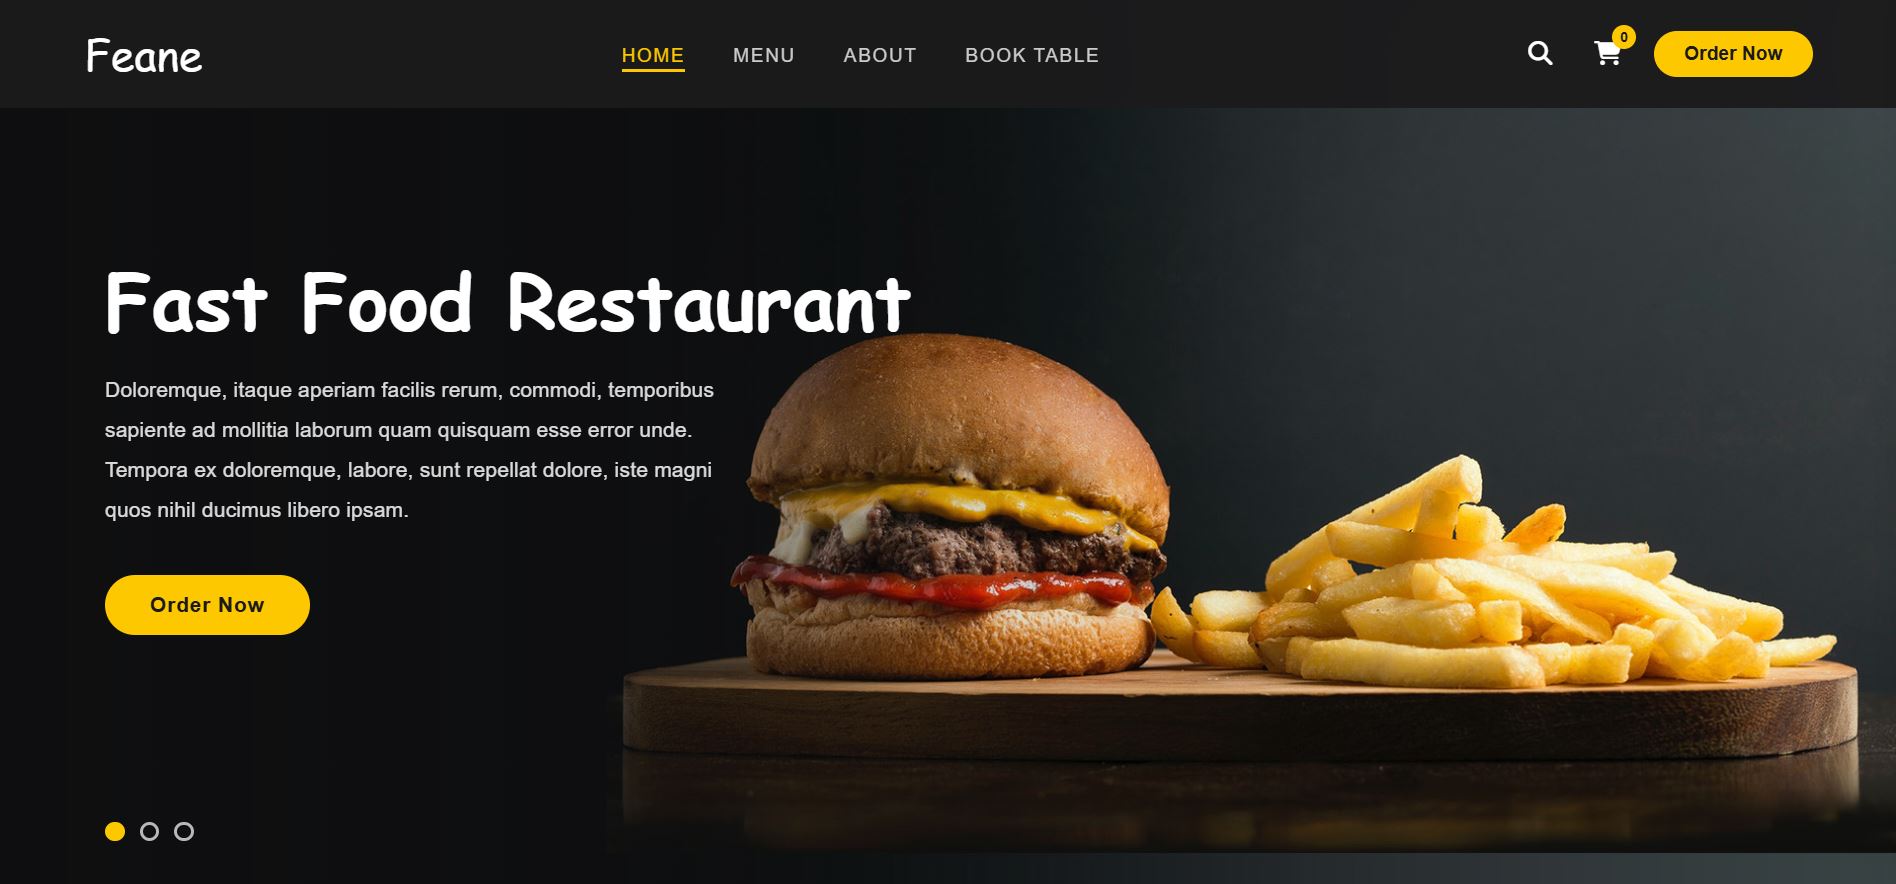 Feane
HOME MENU ABOUT BOOK TABLE
0
Order Now
Fast Food Restaurant
Doloremque, itaque aperiam facilis rerum, commodi, temporibus
sapiente ad mollitia laborum quam quisquam esse error unde.
Tempora ex doloremque, labore, sunt repellat dolore, iste magni
quos nihil ducimus libero ipsam.
Order Now